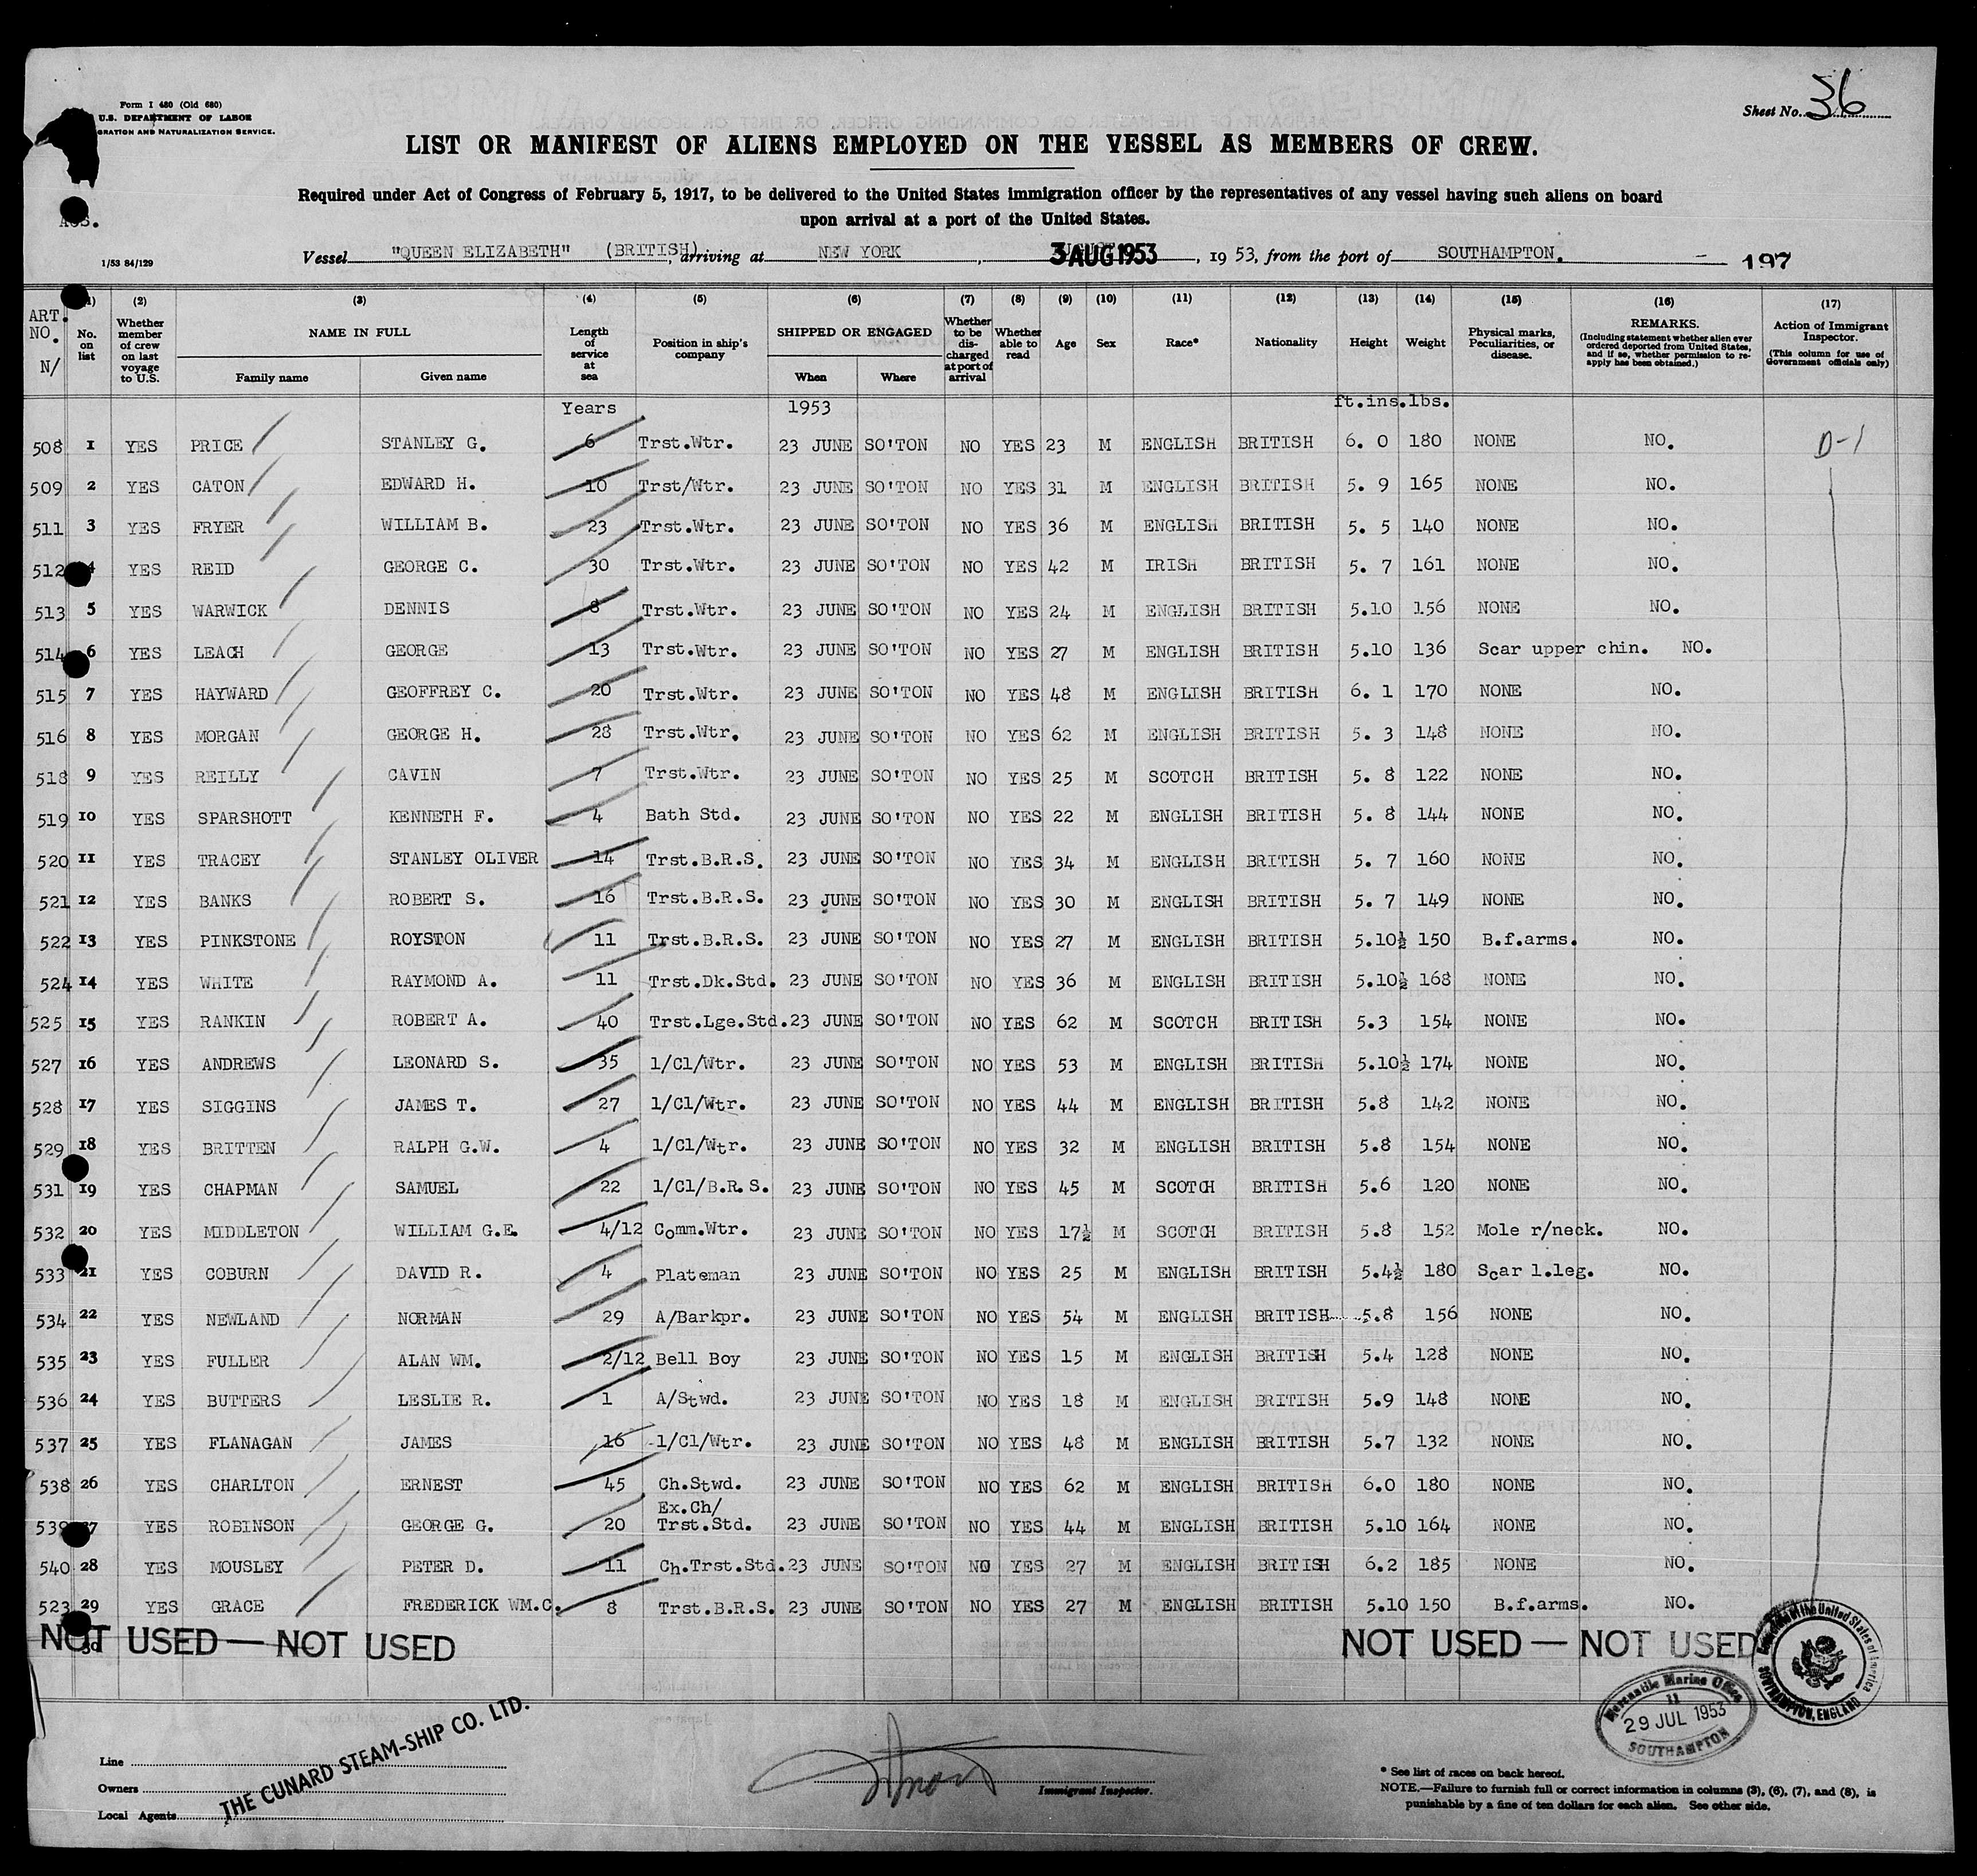 Form I 480 (Old 680)
U.S. DEPARTMENT OF LABOR
GRATION AND NATURALIZATION SERVICE.
Sheet No. 36
LIST OR MANIFEST OF ALIENS EMPLOYED ON THE VESSEL AS MEMBERS OF CREW.
Required under Act of Congress of February 5, 1917, to be delivered to the United States immigration officer by the representatives of any vessel having such aliens on board
upon arrival at a port of the United States.
1/53 84/129
Vessel "QUEEN ELIZABETH" (BRITISH), arriving at NEW YORK, 3 AUG 1953, 19 53, from the port of SOUTHAMPTON. - 197
ART. NO. N/ (1) No. on list (2) Whether member of crew on last voyage to U.S. (3) NAME IN FULL Family name Given name (4) Length of service at sea (5) Position in ship's company (6) SHIPPED OR ENGAGED When Where (7) Whether to be dis-charged at port of arrival (8) Whether able to read (9) Age (10) Sex (11) Race* (12) Nationality (13) Height (14) Weight (15) Physical marks, Peculiarities, or disease. (16) REMARKS. (Including statement whether alien ever ordered deported from United States, and if so, whether permission to re-apply has been obtained.) (17) Action of Immigrant Inspector. (This column for use of Government officials only)
Years 1953 ft.ins.lbs.
508 1 YES PRICE STANLEY G. 6 Trst.Wtr. 23 JUNE SO'TON NO YES 23 M ENGLISH BRITISH 6. 0 180 NONE NO. D-1
509 2 YES CATON EDWARD H. 10 Trst/Wtr. 23 JUNE SO'TON NO YES 31 M ENGLISH BRITISH 5. 9 165 NONE NO.
511 3 YES FRYER WILLIAM B. 23 Trst.Wtr. 23 JUNE SO'TON NO YES 36 M ENGLISH BRITISH 5. 5 140 NONE NO.
512 4 YES REID GEORGE C. 30 Trst.Wtr. 23 JUNE SO'TON NO YES 42 M IRISH BRITISH 5. 7 161 NONE NO.
513 5 YES WARWICK DENNIS 8 Trst.Wtr. 23 JUNE SO'TON NO YES 24 M ENGLISH BRITISH 5.10 156 NONE NO.
514 6 YES LEACH GEORGE 13 Trst.Wtr. 23 JUNE SO'TON NO YES 27 M ENGLISH BRITISH 5.10 136 Scar upper chin. NO.
515 7 YES HAYWARD GEOFFREY C. 20 Trst.Wtr. 23 JUNE SO'TON NO YES 48 M ENGLISH BRITISH 6. 1 170 NONE NO.
516 8 YES MORGAN GEORGE H. 28 Trst.Wtr. 23 JUNE SO'TON NO YES 62 M ENGLISH BRITISH 5. 3 148 NONE NO.
518 9 YES REILLY CAVIN 7 Trst.Wtr. 23 JUNE SO'TON NO YES 25 M SCOTCH BRITISH 5. 8 122 NONE NO.
519 10 YES SPARSHOTT KENNETH F. 4 Bath Std. 23 JUNE SO'TON NO YES 22 M ENGLISH BRITISH 5. 8 144 NONE NO.
520 11 YES TRACEY STANLEY OLIVER 14 Trst.B.R.S. 23 JUNE SO'TON NO YES 34 M ENGLISH BRITISH 5. 7 160 NONE NO.
521 12 YES BANKS ROBERT S. 16 Trst.B.R.S. 23 JUNE SO'TON NO YES 30 M ENGLISH BRITISH 5. 7 149 NONE NO.
522 13 YES PINKSTONE ROYSTON 11 Trst.B.R.S. 23 JUNE SO'TON NO YES 27 M ENGLISH BRITISH 5.10½ 150 B.f.arms. NO.
524 14 YES WHITE RAYMOND A. 11 Trst.Dk.Std. 23 JUNE SO'TON NO YES 36 M ENGLISH BRITISH 5.10½ 168 NONE NO.
525 15 YES RANKIN ROBERT A. 40 Trst.Lge.Std. 23 JUNE SO'TON NO YES 62 M SCOTCH BRITISH 5.3 154 NONE NO.
527 16 YES ANDREWS LEONARD S. 35 1/Cl/Wtr. 23 JUNE SO'TON NO YES 53 M ENGLISH BRITISH 5.10½ 174 NONE NO.
528 17 YES SIGGINS JAMES T. 27 1/Cl/Wtr. 23 JUNE SO'TON NO YES 44 M ENGLISH BRITISH 5.8 142 NONE NO.
529 18 YES BRITTEN RALPH G.W. 4 1/Cl/Wtr. 23 JUNE SO'TON NO YES 32 M ENGLISH BRITISH 5.8 154 NONE NO.
531 19 YES CHAPMAN SAMUEL 22 1/Cl/B.R.S. 23 JUNE SO'TON NO YES 45 M SCOTCH BRITISH 5.6 120 NONE NO.
532 20 YES MIDDLETON WILLIAM G.E. 4/12 Comm.Wtr. 23 JUNE SO'TON NO YES 17½ M SCOTCH BRITISH 5.8 152 Mole r/neck. NO.
533 21 YES COBURN DAVID R. 4 Plateman 23 JUNE SO'TON NO YES 25 M ENGLISH BRITISH 5.4½ 180 Scar l.leg. NO.
534 22 YES NEWLAND NORMAN 29 A/Barkpr. 23 JUNE SO'TON NO YES 54 M ENGLISH BRITISH 5.8 156 NONE NO.
535 23 YES FULLER ALAN WM. 2/12 Bell Boy 23 JUNE SO'TON NO YES 15 M ENGLISH BRITISH 5.4 128 NONE NO.
536 24 YES BUTTERS LESLIE R. 1 A/Stwd. 23 JUNE SO'TON NO YES 18 M ENGLISH BRITISH 5.9 148 NONE NO.
537 25 YES FLANAGAN JAMES 16 1/Cl/Wtr. 23 JUNE SO'TON NO YES 48 M ENGLISH BRITISH 5.7 132 NONE NO.
538 26 YES CHARLTON ERNEST 45 Ch.Stwd. 23 JUNE SO'TON NO YES 62 M ENGLISH BRITISH 6.0 180 NONE NO.
539 27 YES ROBINSON GEORGE G. 20 Ex.Ch/ Trst.Std. 23 JUNE SO'TON NO YES 44 M ENGLISH BRITISH 5.10 164 NONE NO.
540 28 YES MOUSLEY PETER D. 11 Ch.Trst.Std. 23 JUNE SO'TON NO YES 27 M ENGLISH BRITISH 6.2 185 NONE NO.
523 29 YES GRACE FREDERICK WM.C. 8 Trst.B.R.S. 23 JUNE SO'TON NO YES 27 M ENGLISH BRITISH 5.10 150 B.f.arms. NO.
30 NOT USED — NOT USED NOT USED — NOT USED
of the United States of America SOUTHAMPTON, ENGLAND
Mercantile Marine Office
11
29 JUL 1953
SOUTHAMPTON
Line
Owners
Local Agents
THE CUNARD STEAM-SHIP CO. LTD.
Immigrant Inspector.
* See list of races on back hereof.
NOTE.—Failure to furnish full or correct information in columns (3), (6), (7), and (8), is
punishable by a fine of ten dollars for each alien. See other side.